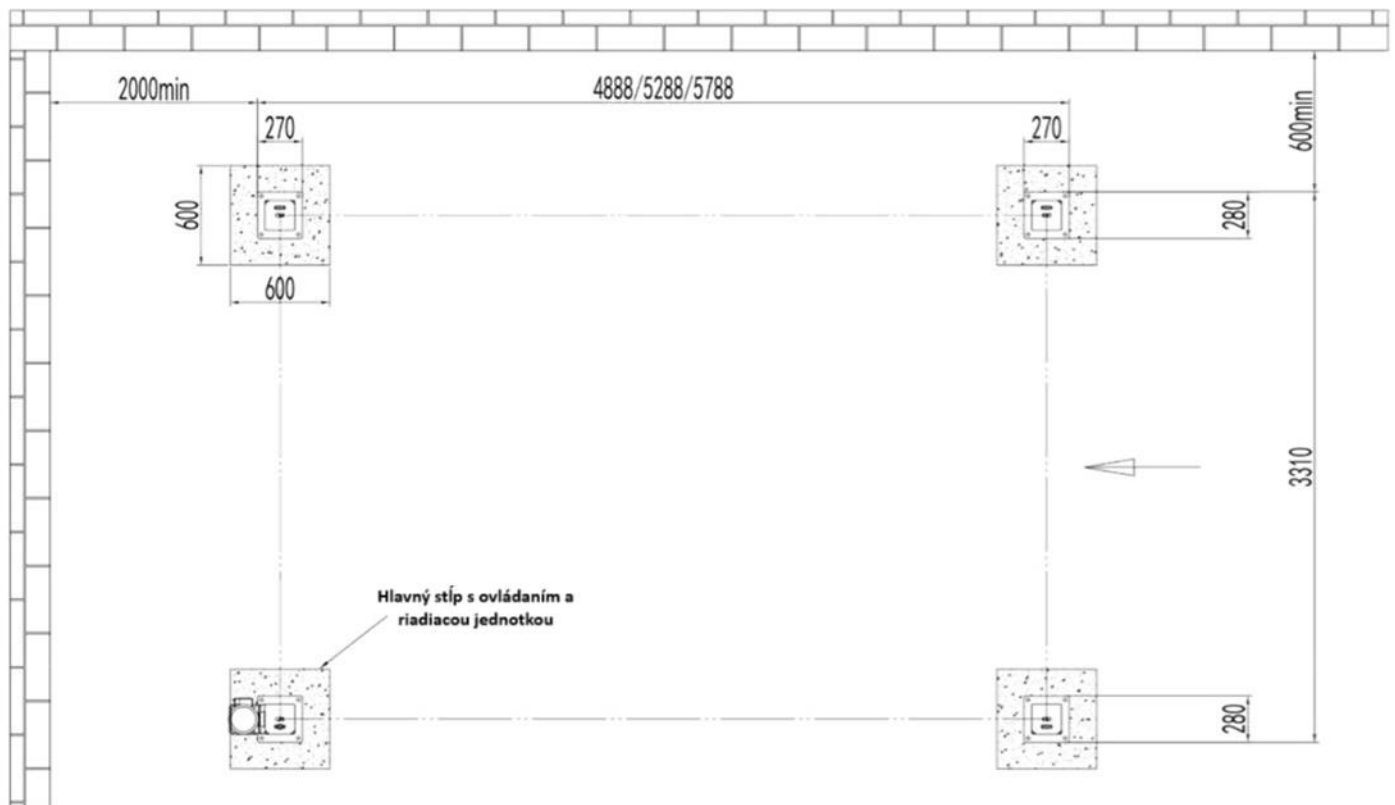 2000min
4888/5288/5788
270
270
600min
600
280
600
3310
Hlavný stĺp s ovládaním a
riadiacou jednotkou
280